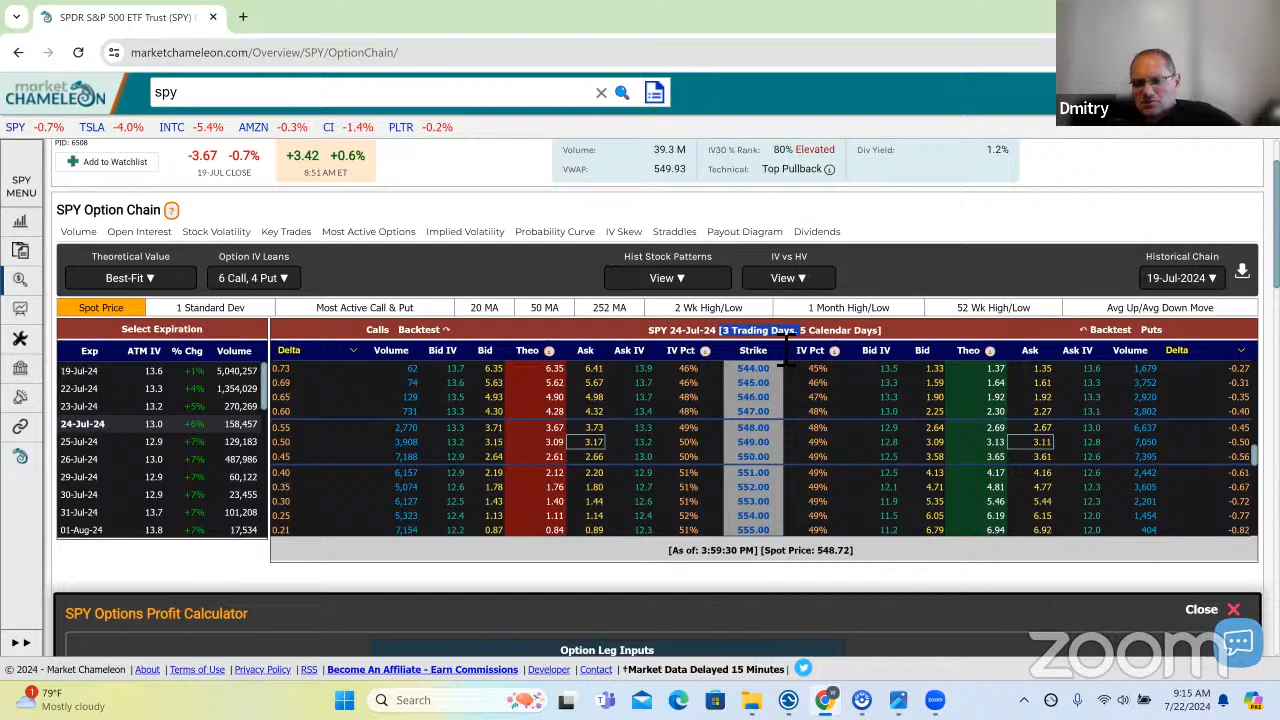 SPDR S&P 500 ETF Trust (SPY)
marketchameleon.com/Overview/SPY/OptionChain/
Dmitry
market CHAMELEON
spy
SPY -0.7% TSLA -4.0% INTC -5.4% AMZN -0.3% CI -1.4% PLTR -0.2%
PID: 6508
Add to Watchlist
-3.67 -0.7%
19-JUL CLOSE
+3.42 +0.6%
8:51 AM ET
Volume: 39.3 M IV30 % Rank: 80% Elevated Div Yield: 1.2%
VWAP: 549.93 Technical: Top Pullback
SPY MENU
SPY Option Chain ?
Volume Open Interest Stock Volatility Key Trades Most Active Options Implied Volatility Probability Curve IV Skew Straddles Payout Diagram Dividends
Theoretical Value Option IV Leans Hist Stock Patterns IV vs HV Historical Chain
Best-Fit ▼ 6 Call, 4 Put ▼ View ▼ View ▼ 19-Jul-2024 ▼
Spot Price 1 Standard Dev Most Active Call & Put 20 MA 50 MA 252 MA 2 Wk High/Low 1 Month High/Low 52 Wk High/Low Avg Up/Avg Down Move
Select Expiration
Exp ATM IV % Chg Volume
19-Jul-24 13.6 +1% 5,040,257
22-Jul-24 13.3 +4% 1,354,029
23-Jul-24 13.2 +5% 270,269
24-Jul-24 13.0 +6% 158,457
25-Jul-24 12.9 +7% 129,183
26-Jul-24 12.9 +7% 487,986
29-Jul-24 12.9 +7% 60,122
30-Jul-24 12.9 +7% 23,455
31-Jul-24 13.7 +7% 101,208
01-Aug-24 13.8 +7% 17,534
Calls Backtest SPY 24-Jul-24 [3 Trading Days, 5 Calendar Days] Backtest Puts
Delta Volume Bid IV Bid Theo Ask Ask IV IV Pct Strike IV Pct Bid IV Bid Theo Ask Ask IV Volume Delta
0.73 62 13.7 6.35 6.35 6.41 13.9 46% 544.00 45% 13.5 1.33 1.37 1.35 13.6 1,679 -0.27
0.69 74 13.6 5.62 5.62 5.67 13.7 46% 545.00 46% 13.3 1.59 1.64 1.61 13.3 3,752 -0.31
0.65 129 13.5 4.93 4.90 4.98 13.6 48% 546.00 47% 13.2 1.90 1.92 1.92 13.2 2,920 -0.35
0.60 731 13.3 4.30 4.28 4.32 13.4 48% 547.00 48% 13.0 2.25 2.30 2.27 13.1 2,802 -0.40
0.55 2,770 13.3 3.71 3.67 3.73 13.3 49% 548.00 49% 12.9 2.64 2.69 2.67 13.0 6,637 -0.45
0.50 3,908 13.2 3.15 3.09 3.17 13.2 50% 549.00 49% 12.8 3.09 3.13 3.11 12.8 7,050 -0.50
0.45 7,188 12.9 2.64 2.61 2.66 13.0 50% 550.00 49% 12.5 3.58 3.65 3.61 12.6 7,395 -0.56
0.40 6,157 12.9 2.19 2.12 2.20 12.9 51% 551.00 49% 12.3 4.13 4.17 4.16 12.4 2,442 -0.61
0.35 5,074 12.6 1.78 1.76 1.80 12.7 51% 552.00 49% 12.1 4.71 4.81 4.77 12.3 3,605 -0.67
0.30 6,127 12.5 1.43 1.40 1.44 12.6 51% 553.00 49% 11.9 5.35 5.46 5.44 12.2 2,201 -0.72
0.25 5,323 12.4 1.13 1.11 1.14 12.4 52% 554.00 49% 11.5 6.05 6.19 6.15 12.0 1,454 -0.77
0.21 7,154 12.2 0.87 0.84 0.89 12.3 51% 555.00 49% 11.2 6.79 6.94 6.92 12.0 404 -0.82
[As of: 3:59:30 PM] [Spot Price: 548.72]
SPY Options Profit Calculator
Close
Option Leg Inputs
zoom
© 2024 - Market Chameleon | About | Terms of Use | Privacy Policy | RSS | Become An Affiliate - Earn Commissions | Developer | Contact | †Market Data Delayed 15 Minutes |
1
79°F
Mostly cloudy
Search
zoom
9:15 AM
7/22/2024
PRE